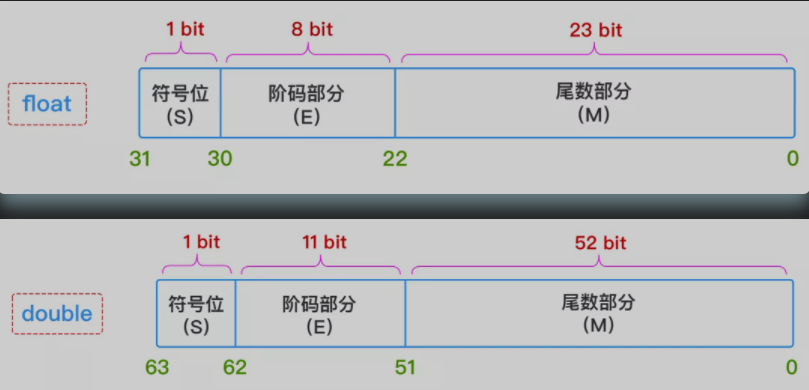 1 bit 8 bit 23 bit
float 符号位 阶码部分 尾数部分
(S) (E) (M)
31 30 22 0
1 bit 11 bit 52 bit
double 符号位 阶码部分 尾数部分
(S) (E) (M)
63 62 51 0